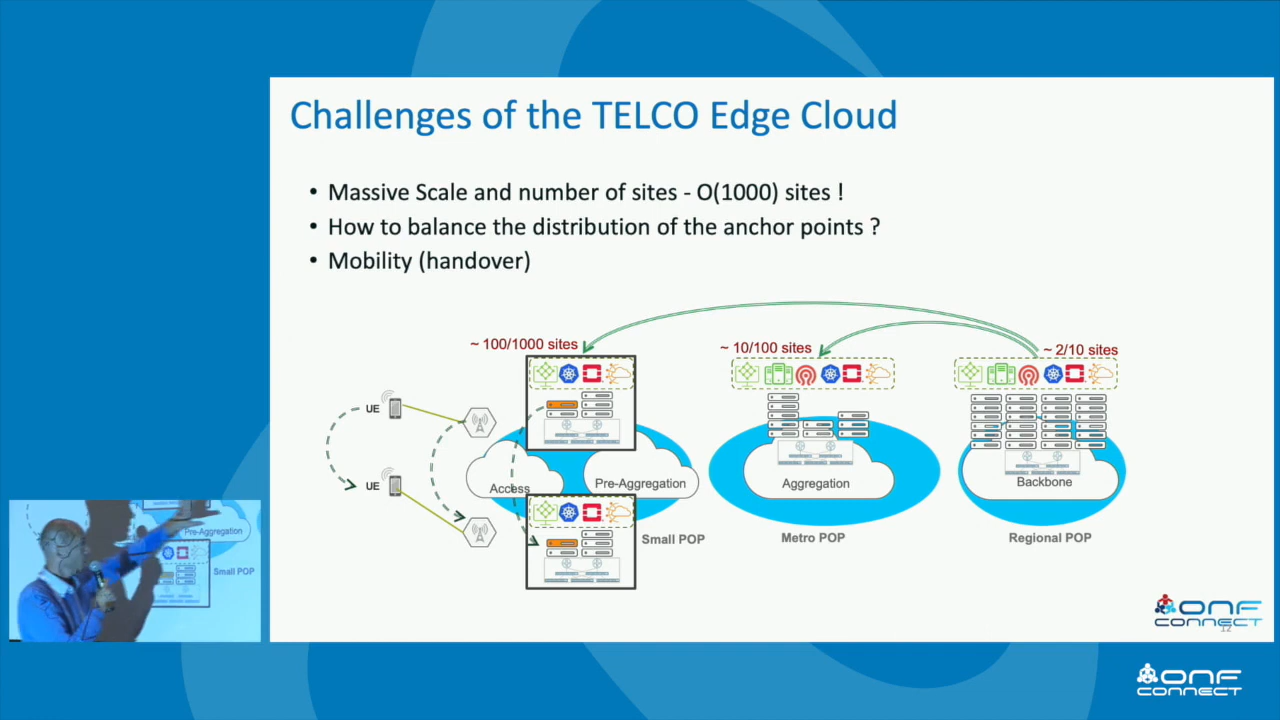 Challenges of the TELCO Edge Cloud
• Massive Scale and number of sites - O(1000) sites !
• How to balance the distribution of the anchor points ?
• Mobility (handover)
~ 100/1000 sites
~ 10/100 sites
~ 2/10 sites
UE
UE
Access
Pre-Aggregation
Aggregation
Backbone
Small POP
Metro POP
Regional POP
Pre-Aggregation
Small POP
ONF
CONNECT
12
ONF
CONNECT